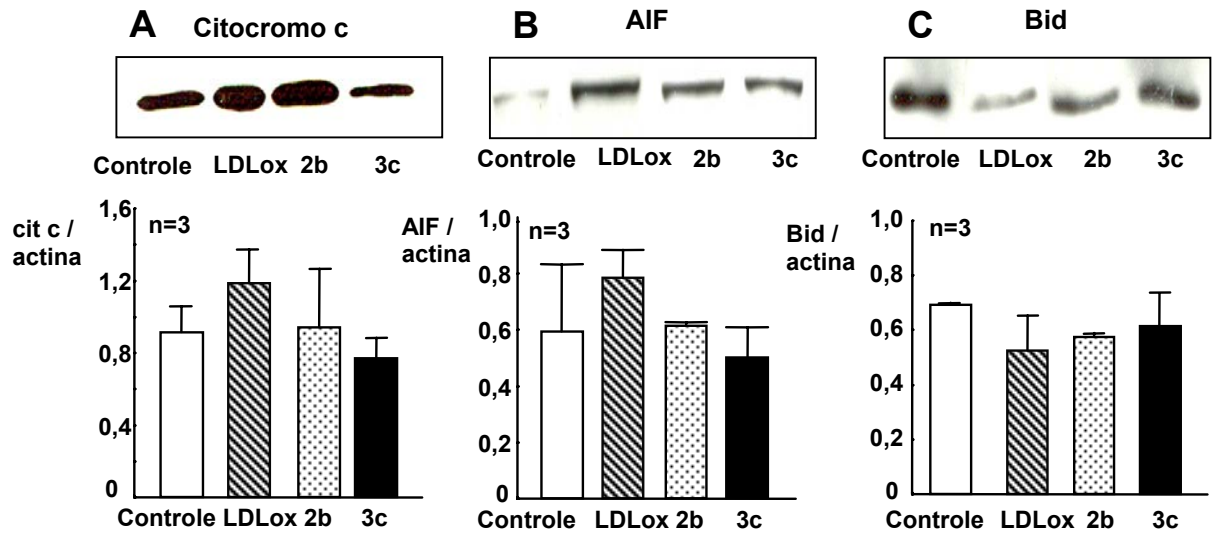 A Citocromo c
Controle LDLox 2b 3c
cit c /
actina
n=3
1,6
1,2
0,8
0,4
0
Controle LDLox 2b 3c
B AIF
Controle LDLox 2b 3c
AIF /
actina
n=3
1,0
0,8
0,6
0,4
0,2
0
Controle LDLox 2b 3c
C Bid
Controle LDLox 2b 3c
Bid /
actina
n=3
1,0
0,8
0,6
0,4
0,2
0
Controle LDLox 2b 3c